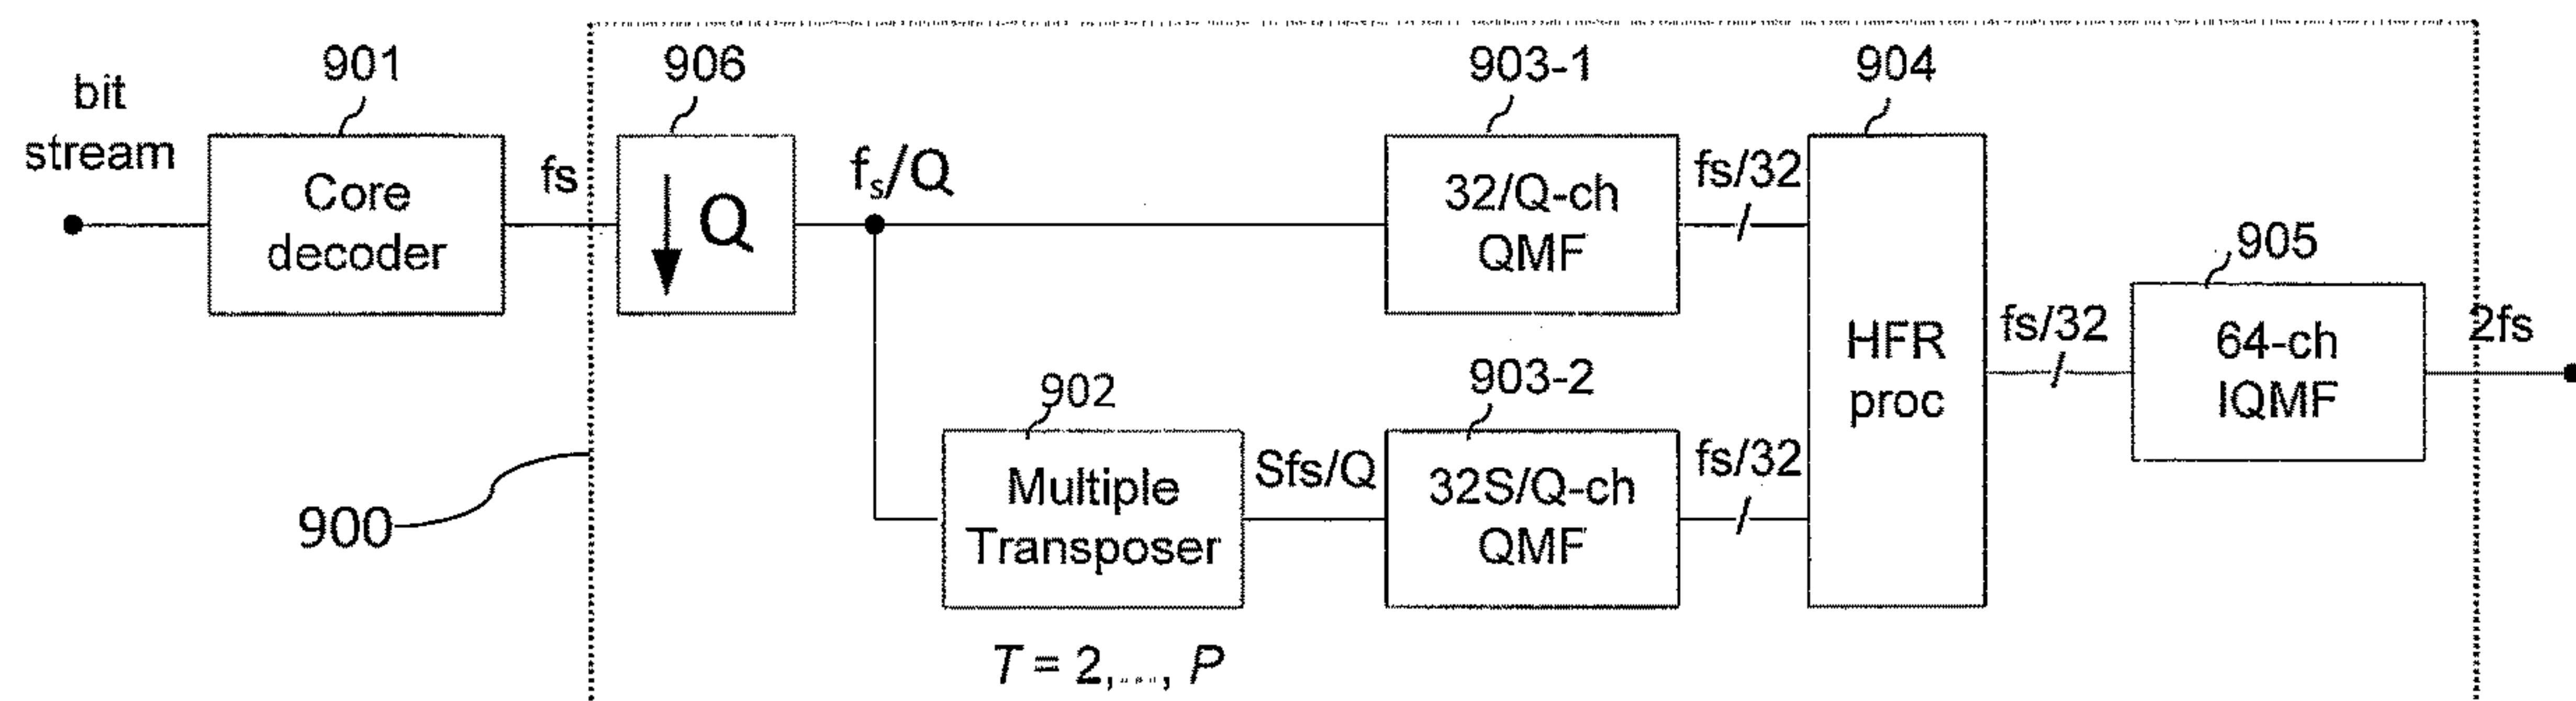 bit
stream
901
Core
decoder
fs
906
Q
fₛ/Q
903-1
32/Q-ch
QMF
fs/32
904
HFR
proc
902
Multiple
Transposer
T = 2,...., P
Sfs/Q
903-2
32S/Q-ch
QMF
fs/32
fs/32
905
64-ch
IQMF
2fs
900